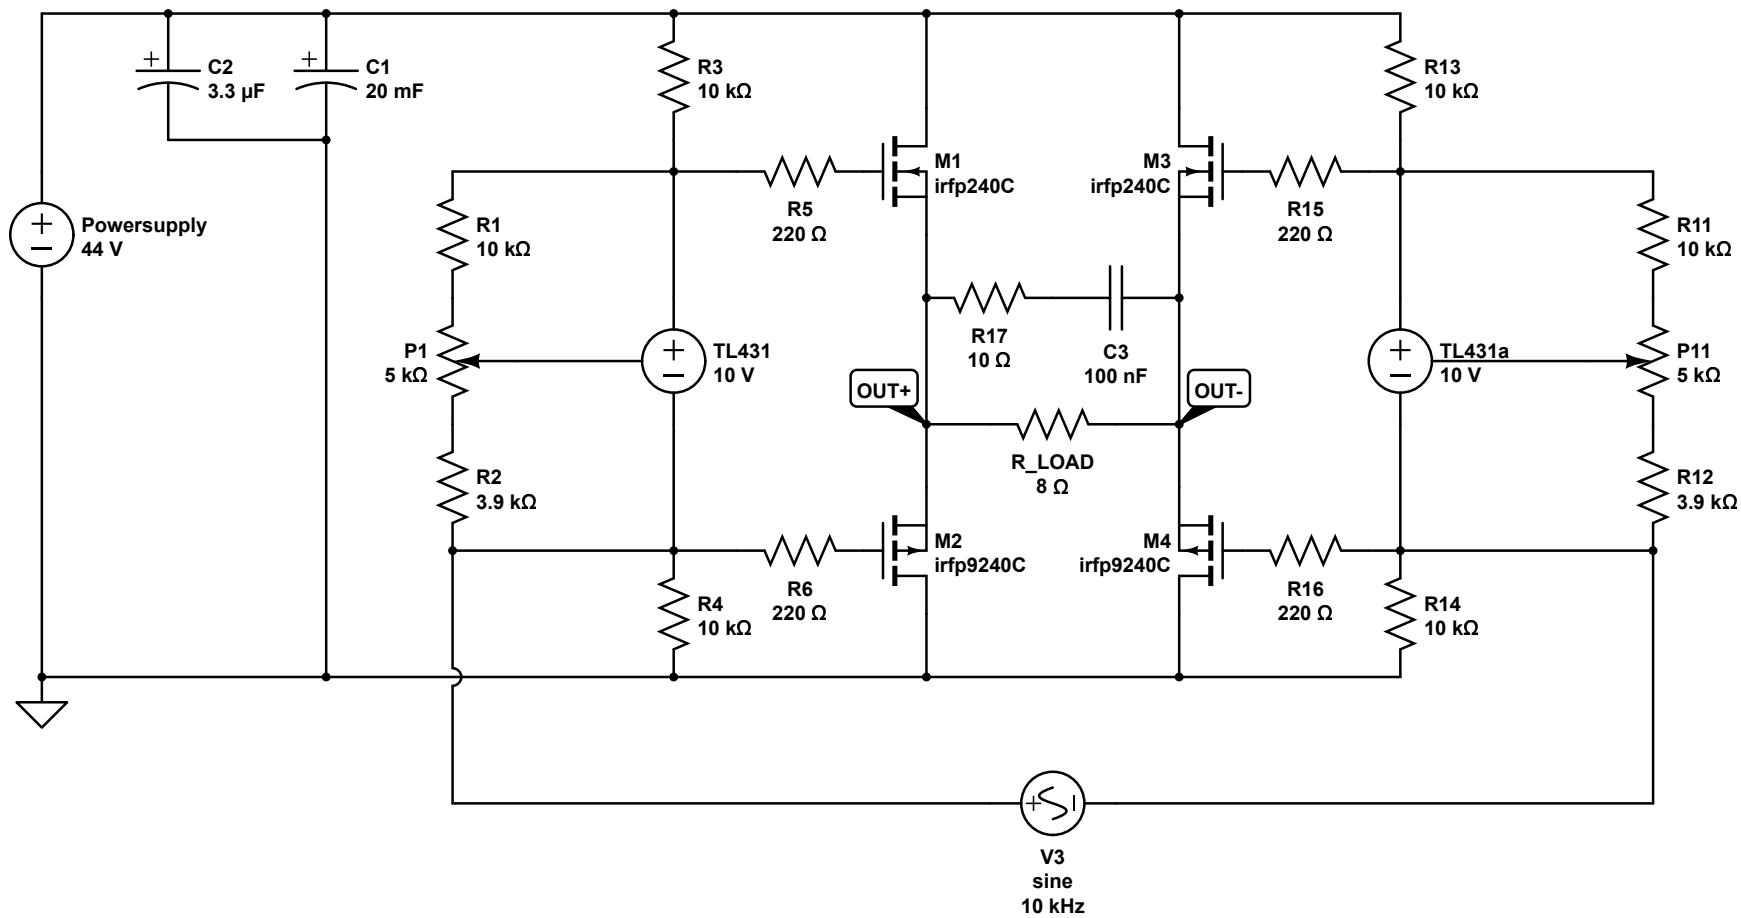 C2
3.3 µF
C1
20 mF
R3
10 kΩ
R13
10 kΩ
M1
irfp240C
M3
irfp240C
R5
220 Ω
R15
220 Ω
Powersupply
44 V
R1
10 kΩ
R11
10 kΩ
R17
10 Ω
C3
100 nF
P1
5 kΩ
TL431
10 V
TL431a
10 V
P11
5 kΩ
OUT+
OUT-
R_LOAD
8 Ω
R2
3.9 kΩ
R12
3.9 kΩ
M2
irfp9240C
M4
irfp9240C
R6
220 Ω
R16
220 Ω
R4
10 kΩ
R14
10 kΩ
V3
sine
10 kHz